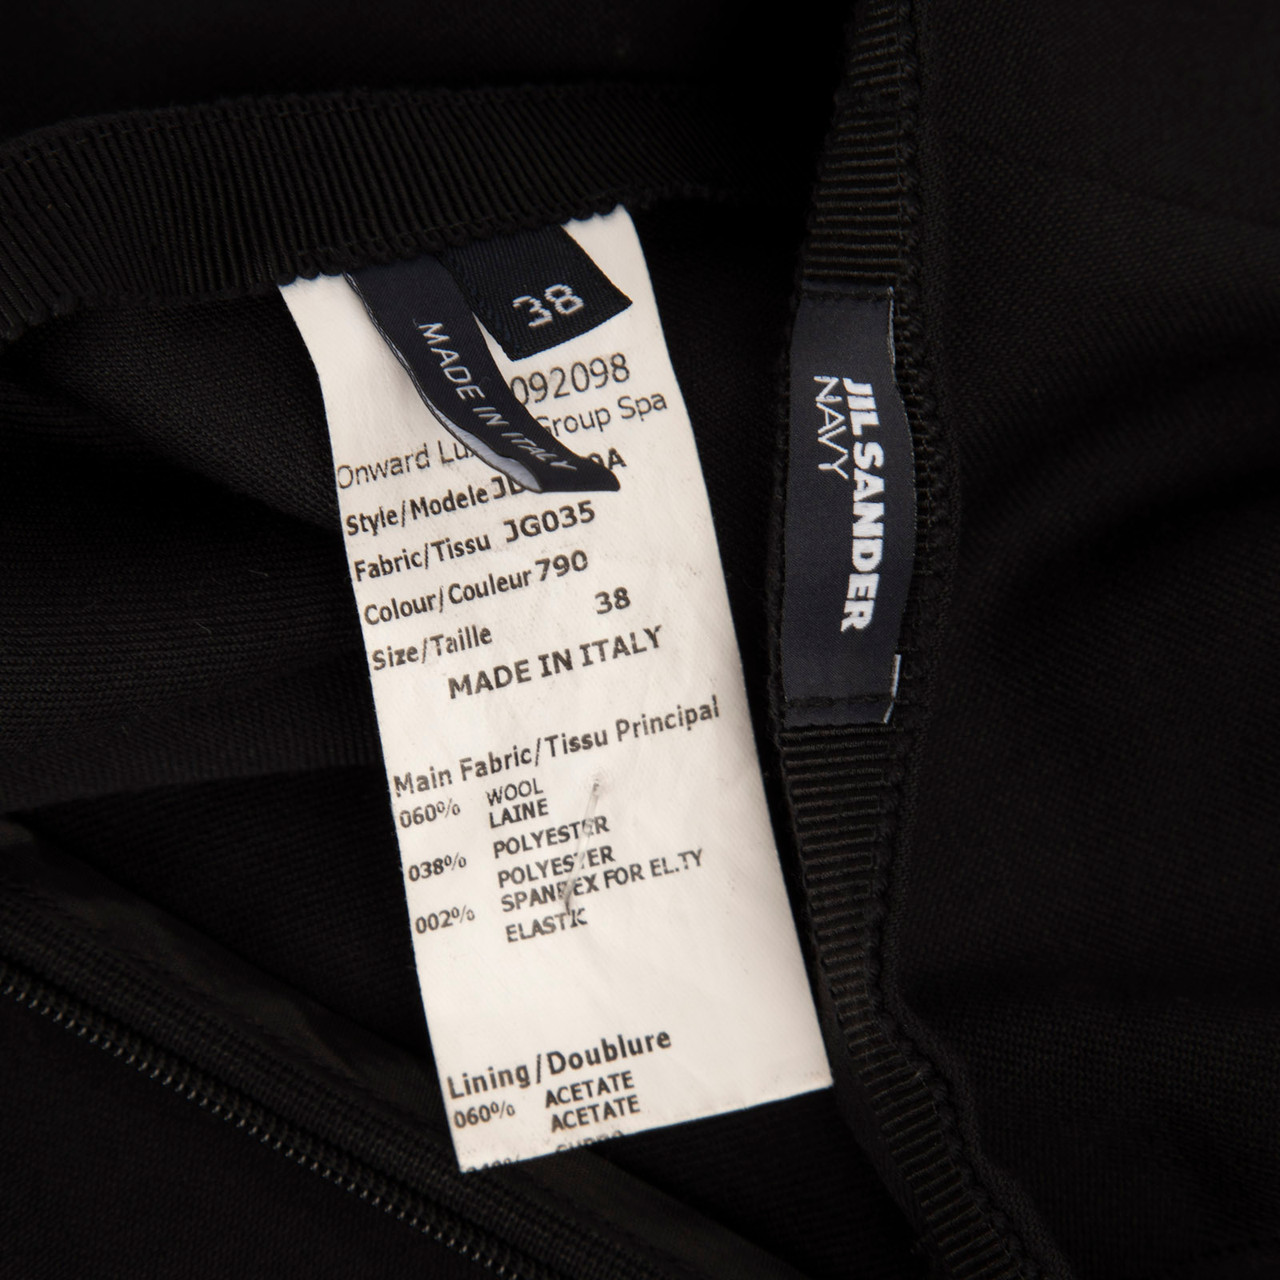 38
MADE IN ITALY
092098
Onward Group Spa
Style/Modele
Fabric/Tissu JG035
Colour/Couleur 790
Size/Taille 38
MADE IN ITALY
Main Fabric/Tissu Principal
060% WOOL
LAINE
038% POLYESTER
POLYESTER
002% SPANDEX FOR EL.TY
ELASTIC
Lining/Doublure
060% ACETATE
ACETATE
JIL SANDER
NAVY